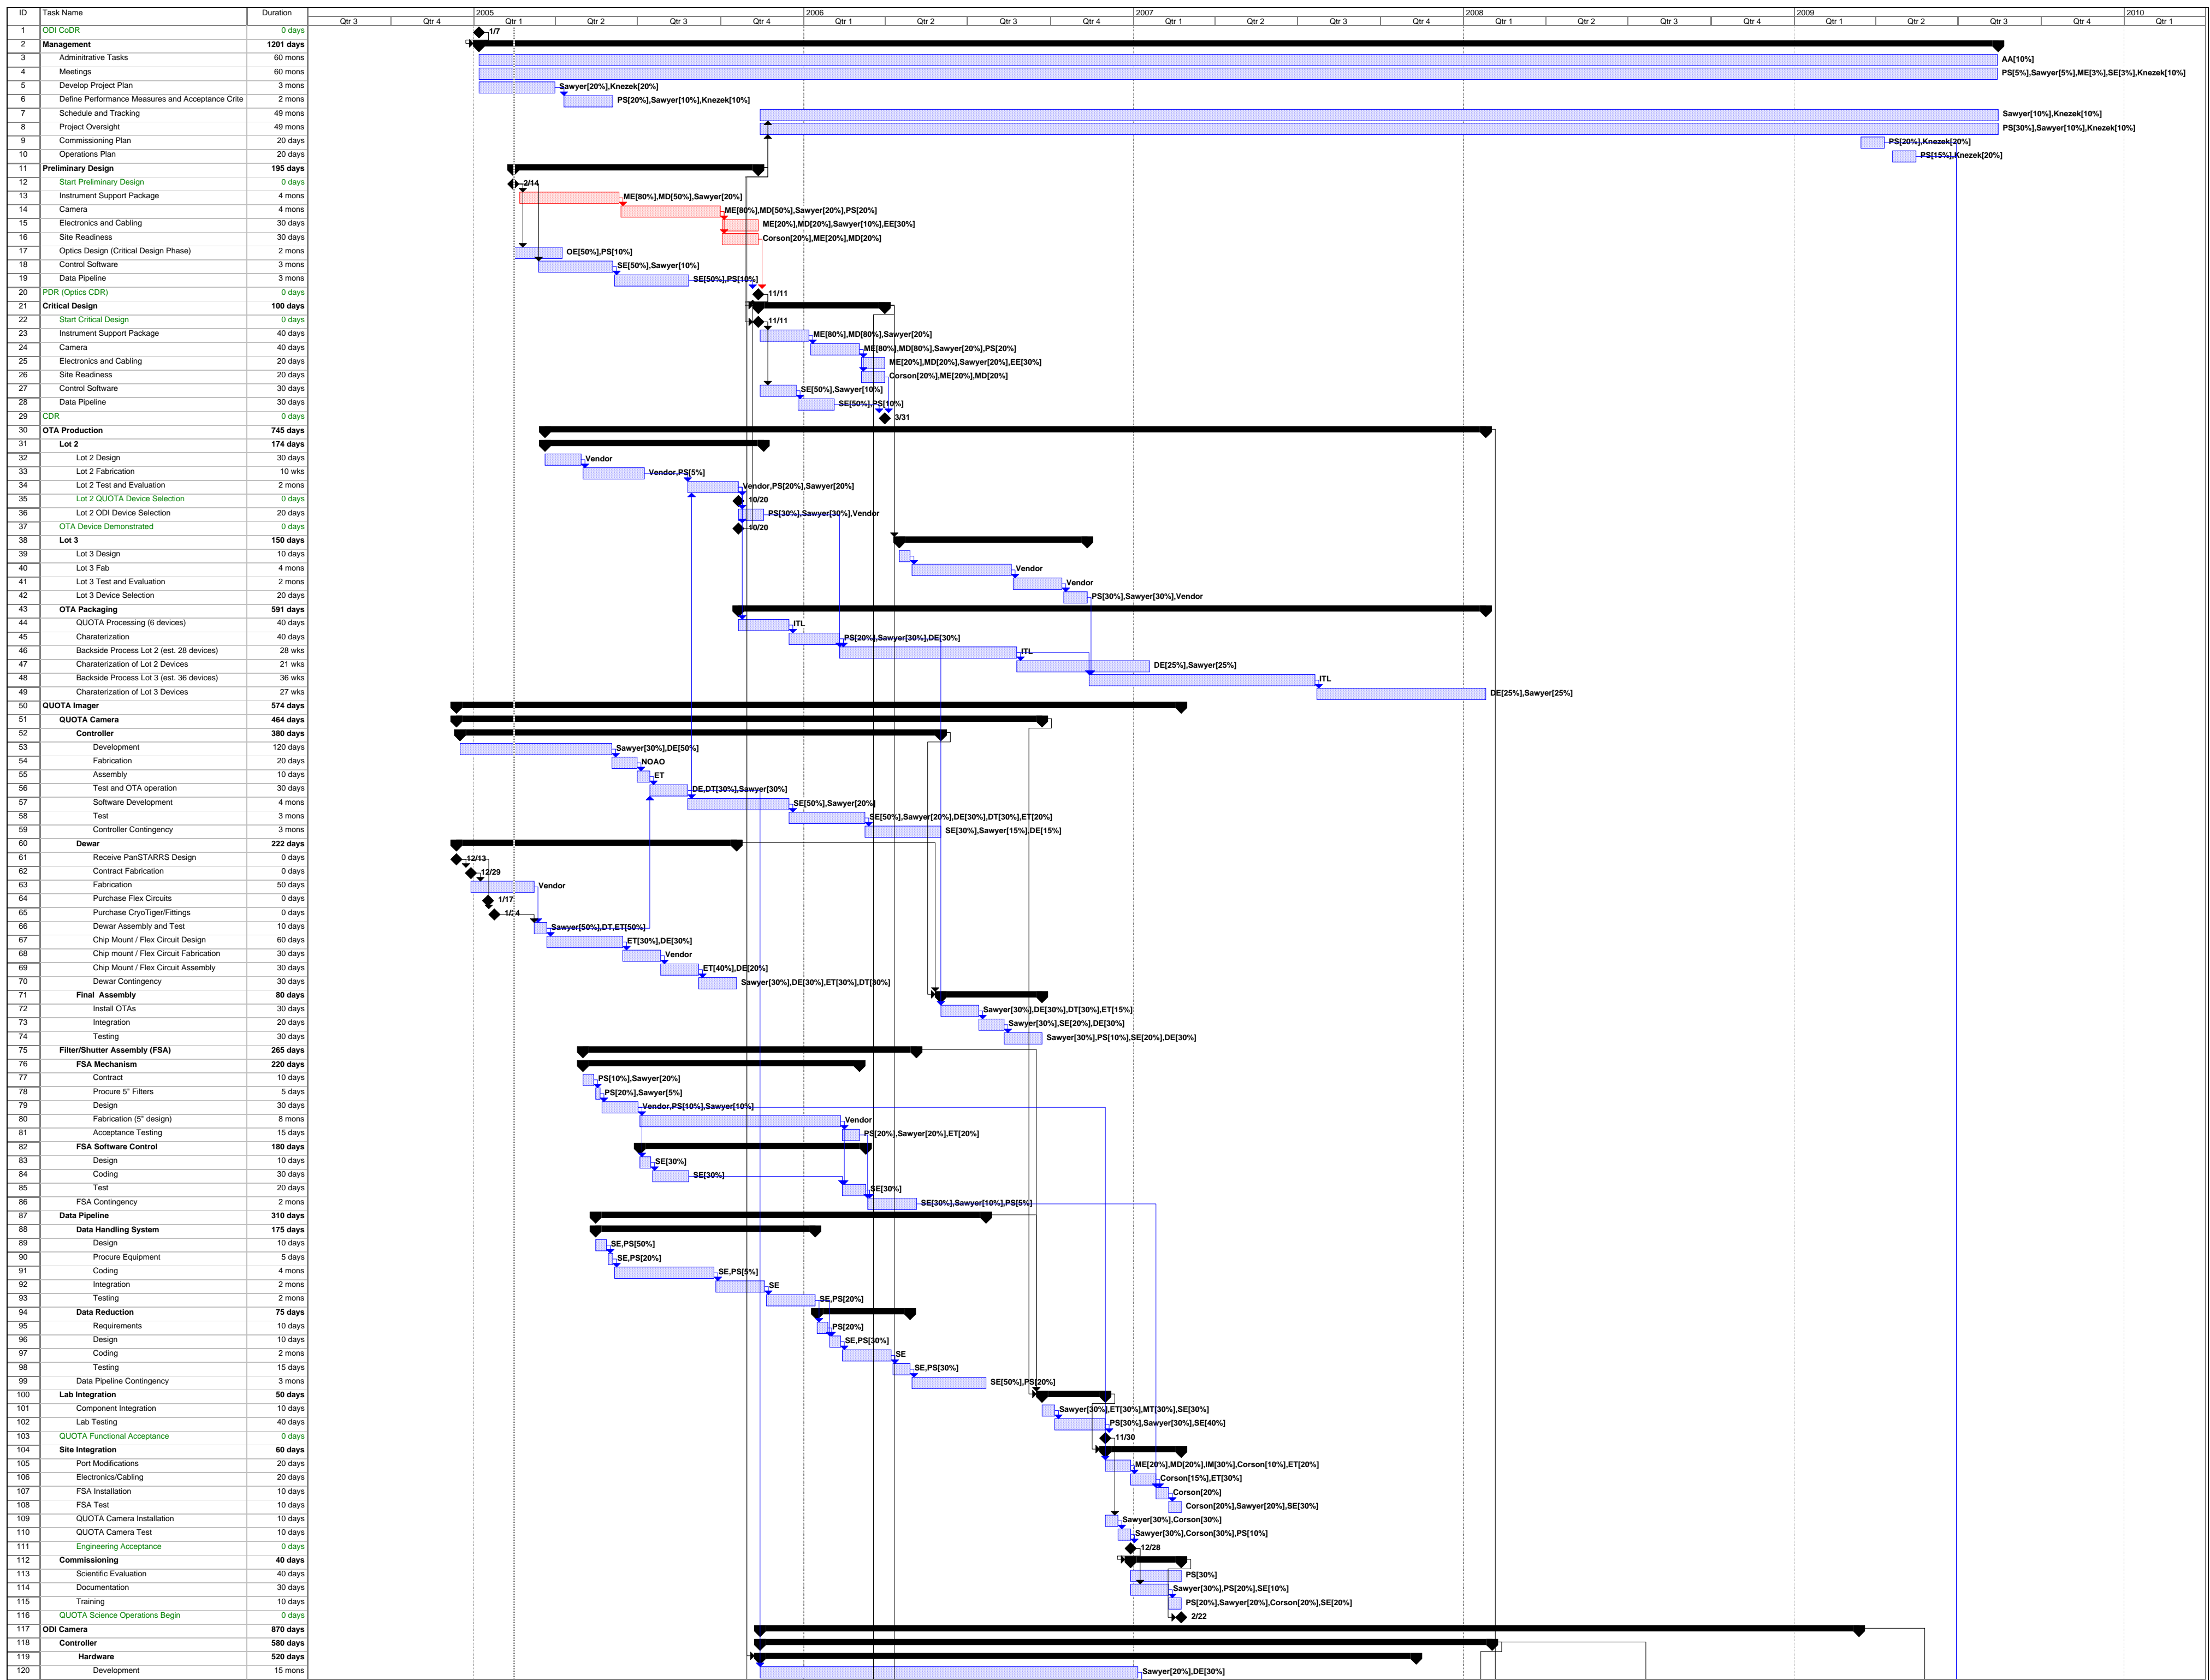 ID Task Name Duration 2005 2006 2007 2008 2009 2010
Qtr 3 Qtr 4 Qtr 1 Qtr 2 Qtr 3 Qtr 4 Qtr 1 Qtr 2 Qtr 3 Qtr 4 Qtr 1 Qtr 2 Qtr 3 Qtr 4 Qtr 1 Qtr 2 Qtr 3 Qtr 4 Qtr 1 Qtr 2 Qtr 3 Qtr 4 Qtr 1
1 ODI CoDR 0 days 1/7
2 Management 1201 days
3 Adminitrative Tasks 60 mons AA[10%]
4 Meetings 60 mons PS[5%],Sawyer[5%],ME[3%],SE[3%],Knezek[10%]
5 Develop Project Plan 3 mons Sawyer[20%],Knezek[20%]
6 Define Performance Measures and Acceptance Crite 2 mons PS[20%],Sawyer[10%],Knezek[10%]
7 Schedule and Tracking 49 mons Sawyer[10%],Knezek[10%]
8 Project Oversight 49 mons PS[30%],Sawyer[10%],Knezek[10%]
9 Commissioning Plan 20 days PS[20%],Knezek[20%]
10 Operations Plan 20 days PS[15%],Knezek[20%]
11 Preliminary Design 195 days
12 Start Preliminary Design 0 days 2/14
13 Instrument Support Package 4 mons ME[80%],MD[50%],Sawyer[20%]
14 Camera 4 mons ME[80%],MD[50%],Sawyer[20%],PS[20%]
15 Electronics and Cabling 30 days ME[20%],MD[20%],Sawyer[10%],EE[30%]
16 Site Readiness 30 days Corson[20%],ME[20%],MD[20%]
17 Optics Design (Critical Design Phase) 2 mons OE[50%],PS[10%]
18 Control Software 3 mons SE[50%],Sawyer[10%]
19 Data Pipeline 3 mons SE[50%],PS[10%]
20 PDR (Optics CDR) 0 days 11/11
21 Critical Design 100 days
22 Start Critical Design 0 days 11/11
23 Instrument Support Package 40 days ME[80%],MD[80%],Sawyer[20%]
24 Camera 40 days ME[80%],MD[80%],Sawyer[20%],PS[20%]
25 Electronics and Cabling 20 days ME[20%],MD[20%],Sawyer[20%],EE[30%]
26 Site Readiness 20 days Corson[20%],ME[20%],MD[20%]
27 Control Software 30 days SE[50%],Sawyer[10%]
28 Data Pipeline 30 days SE[50%],PS[10%]
29 CDR 0 days 3/31
30 OTA Production 745 days
31 Lot 2 174 days
32 Lot 2 Design 30 days Vendor
33 Lot 2 Fabrication 10 wks Vendor,PS[5%]
34 Lot 2 Test and Evaluation 2 mons Vendor,PS[20%],Sawyer[20%]
35 Lot 2 QUOTA Device Selection 0 days 10/20
36 Lot 2 ODI Device Selection 20 days PS[30%],Sawyer[30%],Vendor
37 OTA Device Demonstrated 0 days 10/20
38 Lot 3 150 days
39 Lot 3 Design 10 days
40 Lot 3 Fab 4 mons Vendor
41 Lot 3 Test and Evaluation 2 mons Vendor
42 Lot 3 Device Selection 20 days PS[30%],Sawyer[30%],Vendor
43 OTA Packaging 591 days
44 QUOTA Processing (6 devices) 40 days ITL
45 Charaterization 40 days PS[20%],Sawyer[30%],DE[30%]
46 Backside Process Lot 2 (est. 28 devices) 28 wks ITL
47 Charaterization of Lot 2 Devices 21 wks DE[25%],Sawyer[25%]
48 Backside Process Lot 3 (est. 36 devices) 36 wks ITL
49 Charaterization of Lot 3 Devices 27 wks DE[25%],Sawyer[25%]
50 QUOTA Imager 574 days
51 QUOTA Camera 464 days
52 Controller 380 days
53 Development 120 days Sawyer[30%],DE[50%]
54 Fabrication 20 days NOAO
55 Assembly 10 days ET
56 Test and OTA operation 30 days DE,DT[30%],Sawyer[30%]
57 Software Development 4 mons SE[50%],Sawyer[20%]
58 Test 3 mons SE[50%],Sawyer[20%],DE[30%],DT[30%],ET[20%]
59 Controller Contingency 3 mons SE[30%],Sawyer[15%],DE[15%]
60 Dewar 222 days
61 Receive PanSTARRS Design 0 days 12/13
62 Contract Fabrication 0 days 12/29
63 Fabrication 50 days Vendor
64 Purchase Flex Circuits 0 days 1/17
65 Purchase CryoTiger/Fittings 0 days 1/24
66 Dewar Assembly and Test 10 days Sawyer[50%],DT,ET[50%]
67 Chip Mount / Flex Circuit Design 60 days ET[30%],DE[30%]
68 Chip mount / Flex Circuit Fabrication 30 days Vendor
69 Chip Mount / Flex Circuit Assembly 30 days ET[40%],DE[20%]
70 Dewar Contingency 30 days Sawyer[30%],DE[30%],ET[30%],DT[30%]
71 Final Assembly 80 days
72 Install OTAs 30 days Sawyer[30%],DE[30%],DT[30%],ET[15%]
73 Integration 20 days Sawyer[30%],SE[20%],DE[30%]
74 Testing 30 days Sawyer[30%],PS[10%],SE[20%],DE[30%]
75 Filter/Shutter Assembly (FSA) 265 days
76 FSA Mechanism 220 days
77 Contract 10 days PS[10%],Sawyer[20%]
78 Procure 5" Filters 5 days PS[20%],Sawyer[5%]
79 Design 30 days Vendor,PS[10%],Sawyer[10%]
80 Fabrication (5" design) 8 mons Vendor
81 Acceptance Testing 15 days PS[20%],Sawyer[20%],ET[20%]
82 FSA Software Control 180 days
83 Design 10 days SE[30%]
84 Coding 30 days SE[30%]
85 Test 20 days SE[30%]
86 FSA Contingency 2 mons SE[30%],Sawyer[10%],PS[5%]
87 Data Pipeline 310 days
88 Data Handling System 175 days
89 Design 10 days SE,PS[50%]
90 Procure Equipment 5 days SE,PS[20%]
91 Coding 4 mons SE,PS[5%]
92 Integration 2 mons SE
93 Testing 2 mons SE,PS[20%]
94 Data Reduction 75 days
95 Requirements 10 days PS[20%]
96 Design 10 days SE,PS[30%]
97 Coding 2 mons SE
98 Testing 15 days SE,PS[30%]
99 Data Pipeline Contingency 3 mons SE[50%],PS[20%]
100 Lab Integration 50 days
101 Component Integration 10 days Sawyer[30%],ET[30%],MT[30%],SE[30%]
102 Lab Testing 40 days PS[30%],Sawyer[30%],SE[40%]
103 QUOTA Functional Acceptance 0 days 11/30
104 Site Integration 60 days
105 Port Modifications 20 days ME[20%],MD[20%],IM[30%],Corson[10%],ET[20%]
106 Electronics/Cabling 20 days Corson[15%],ET[30%]
107 FSA Installation 10 days Corson[20%]
108 FSA Test 10 days Corson[20%],Sawyer[20%],SE[30%]
109 QUOTA Camera Installation 10 days Sawyer[30%],Corson[30%]
110 QUOTA Camera Test 10 days Sawyer[30%],Corson[30%],PS[10%]
111 Engineering Acceptance 0 days 12/28
112 Commissioning 40 days
113 Scientific Evaluation 40 days PS[30%]
114 Documentation 30 days Sawyer[30%],PS[20%],SE[10%]
115 Training 10 days PS[20%],Sawyer[20%],Corson[20%],SE[20%]
116 QUOTA Science Operations Begin 0 days 2/22
117 ODI Camera 870 days
118 Controller 580 days
119 Hardware 520 days
120 Development 15 mons Sawyer[20%],DE[30%]